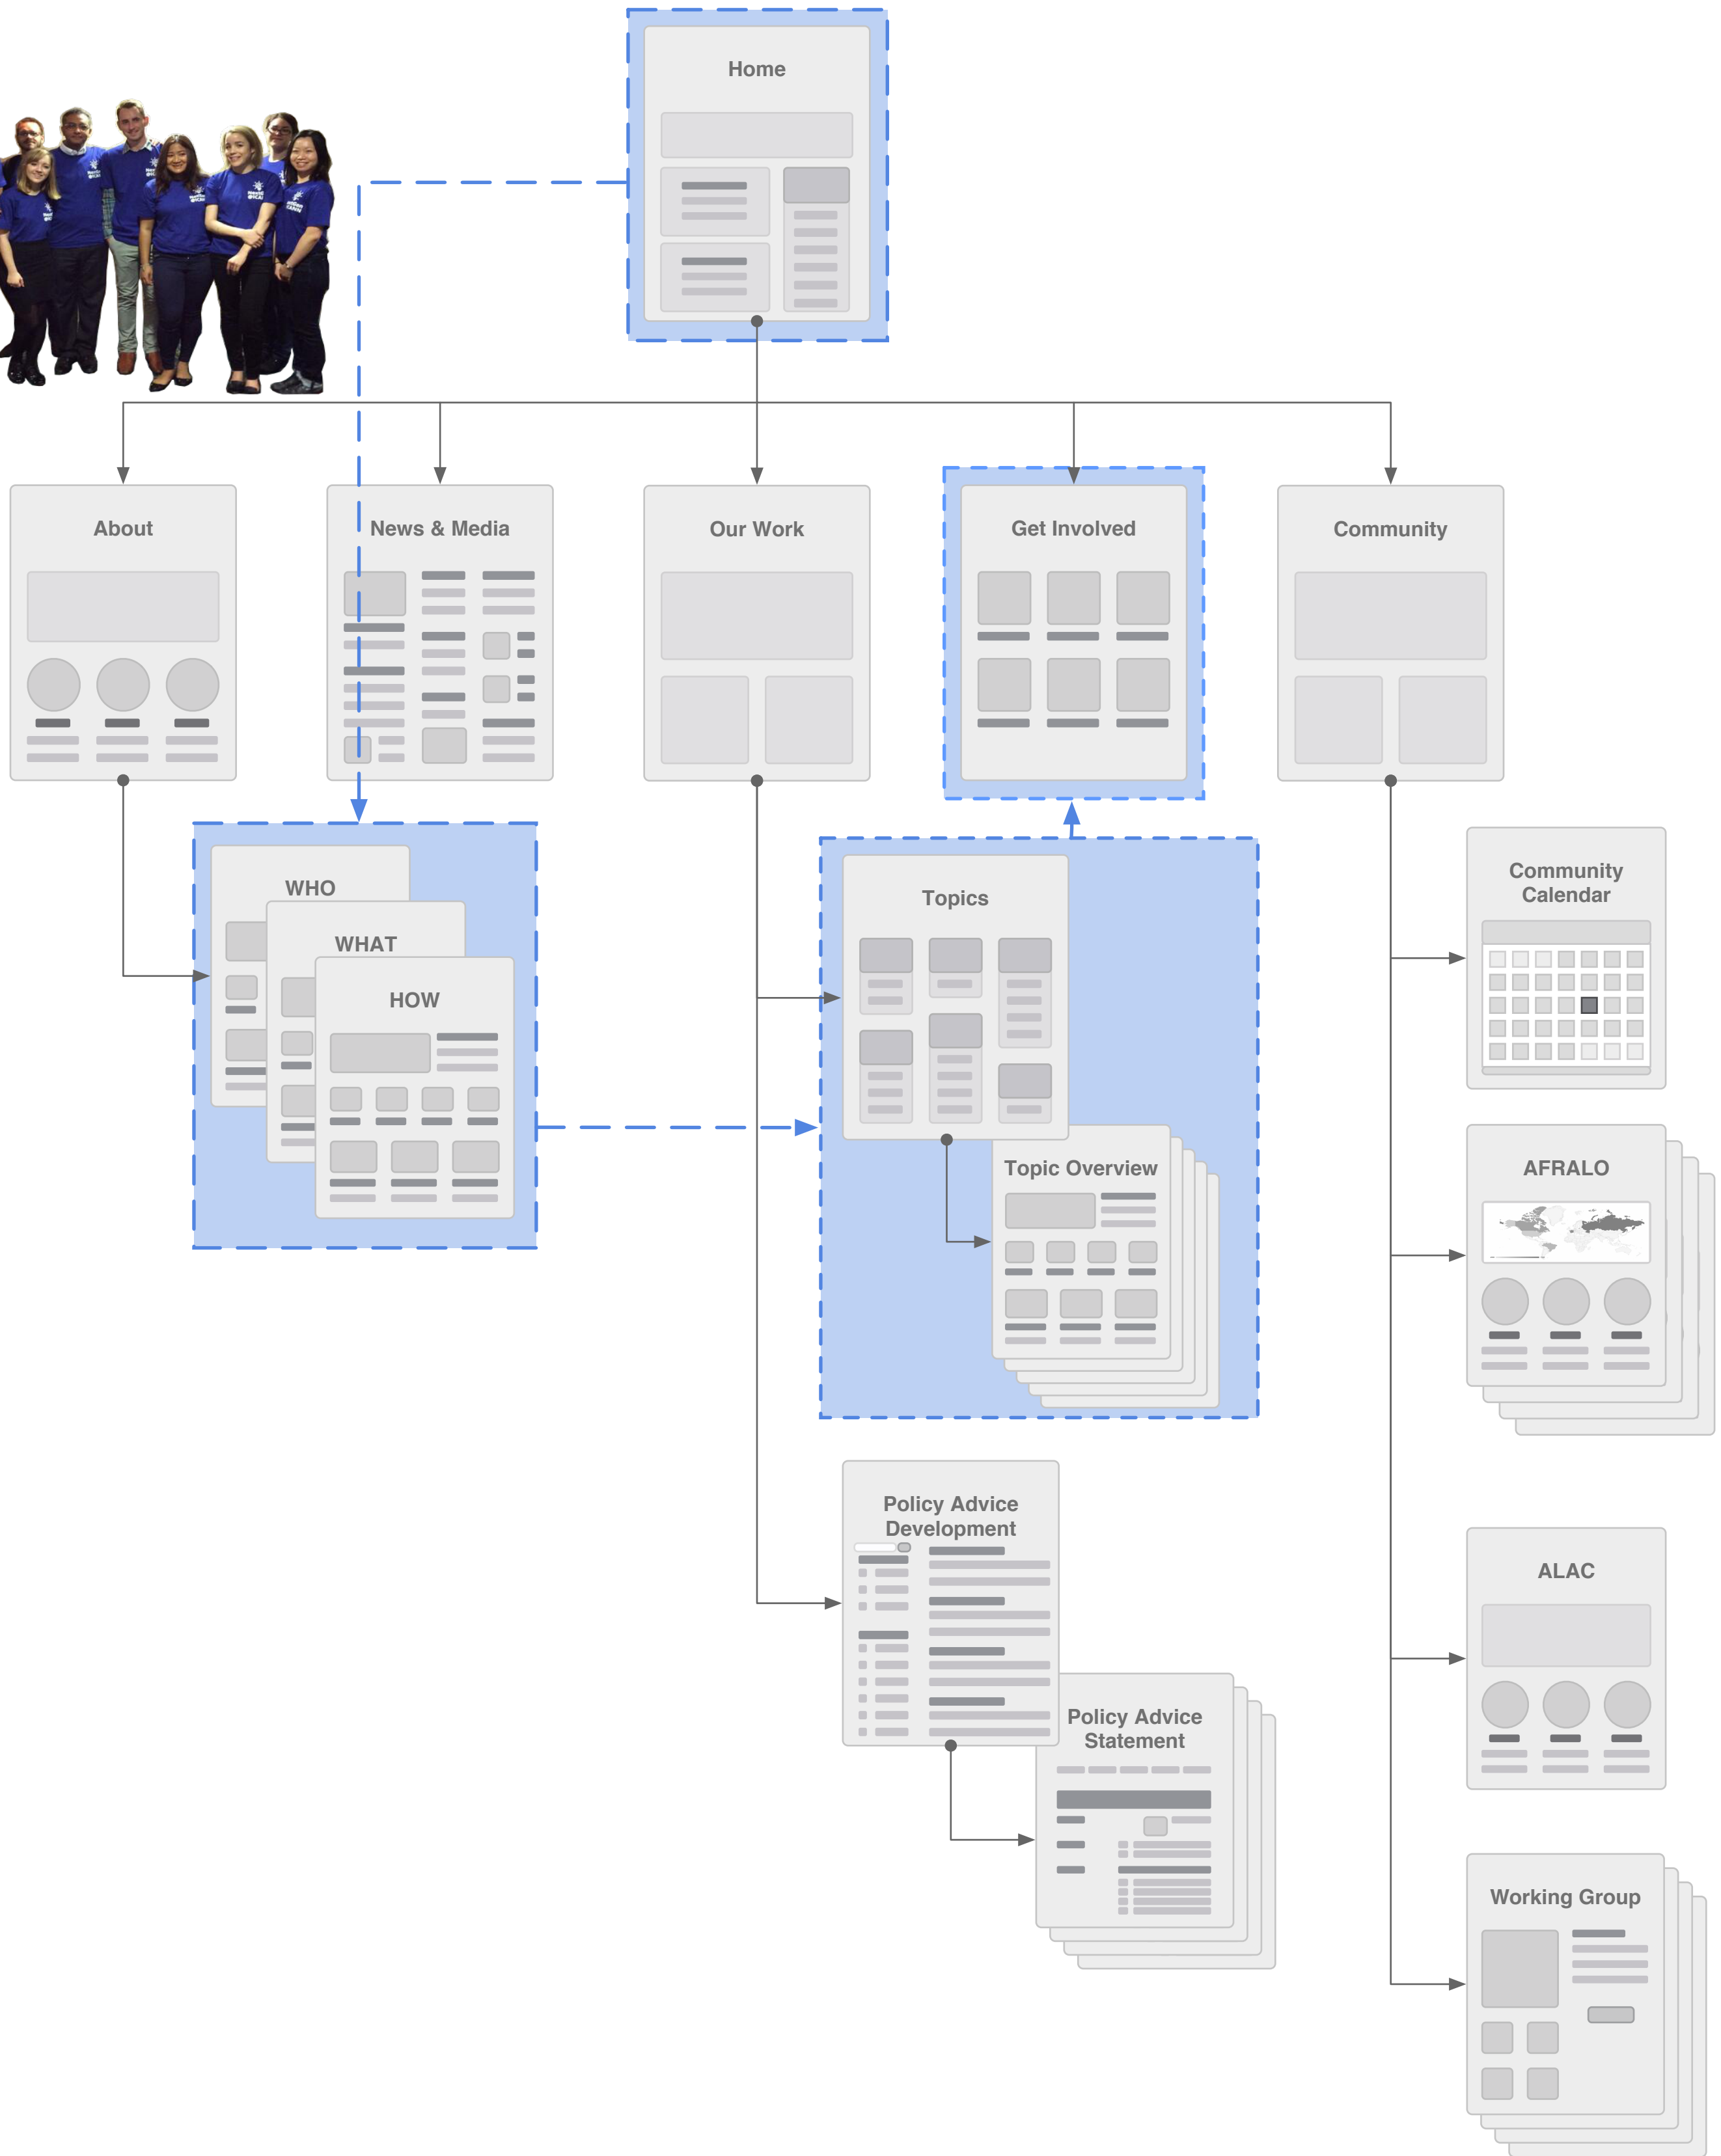 Home
About
News & Media
Our Work
Get Involved
Community
WHO
WHAT
HOW
Topics
Topic Overview
Community
Calendar
AFRALO
Policy Advice
Development
Policy Advice
Statement
ALAC
Working Group